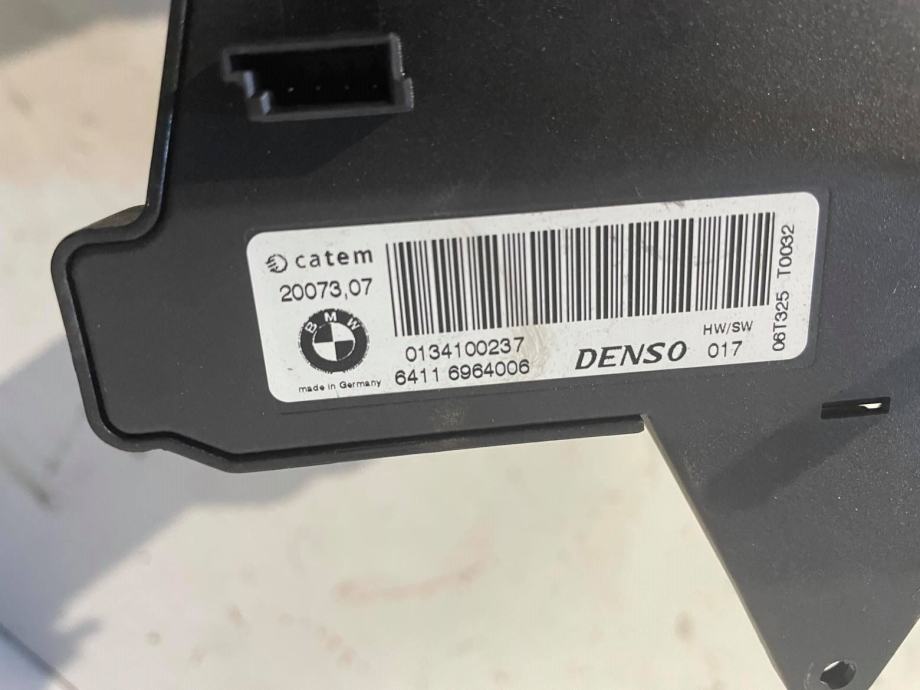 catem
20073,07
BMW
made in Germany
0134100237
6411 6964006
DENSO
HW/SW
017
06T325 T0032